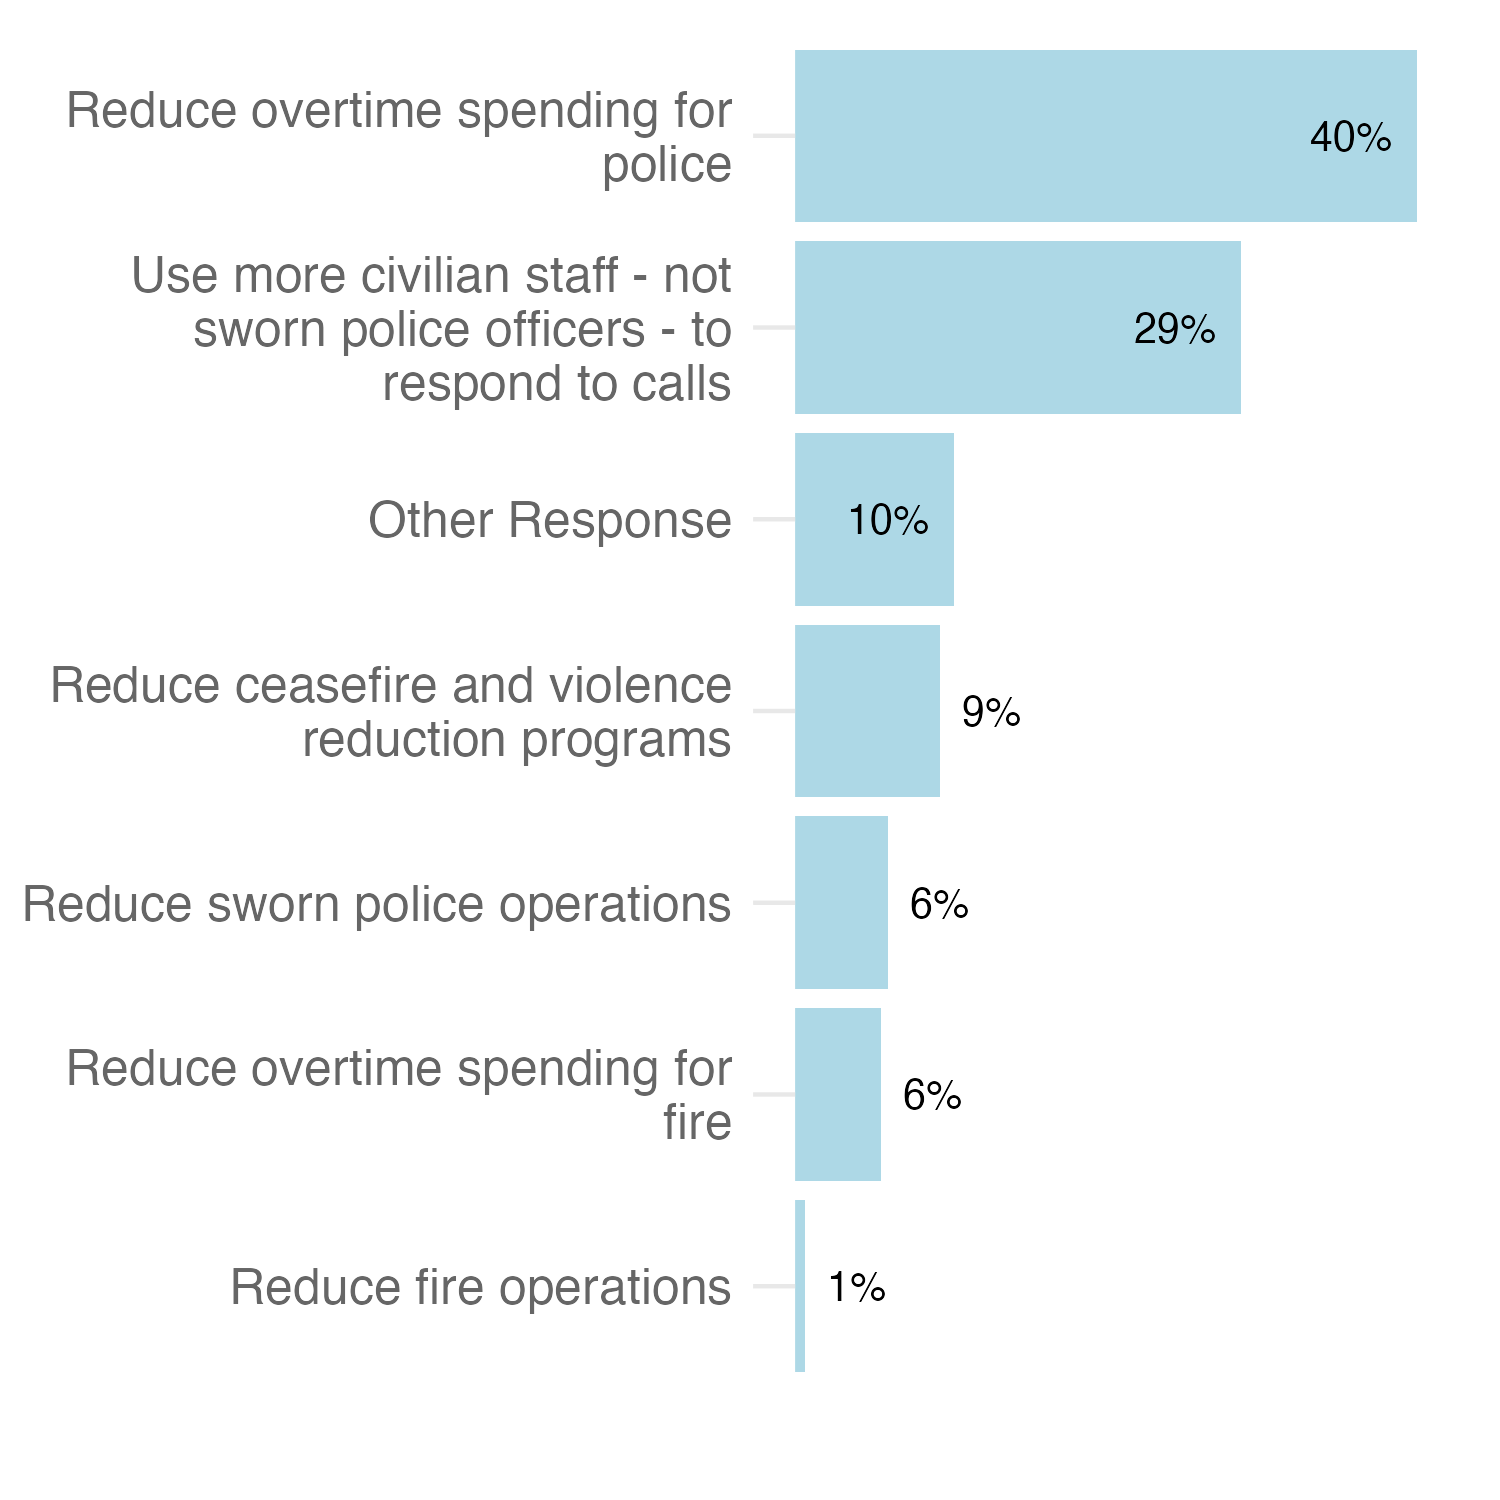 Reduce overtime spending for
police
40%
Use more civilian staff - not
sworn police officers - to
respond to calls
29%
Other Response
10%
Reduce ceasefire and violence
reduction programs
9%
Reduce sworn police operations
6%
Reduce overtime spending for
fire
6%
Reduce fire operations
1%